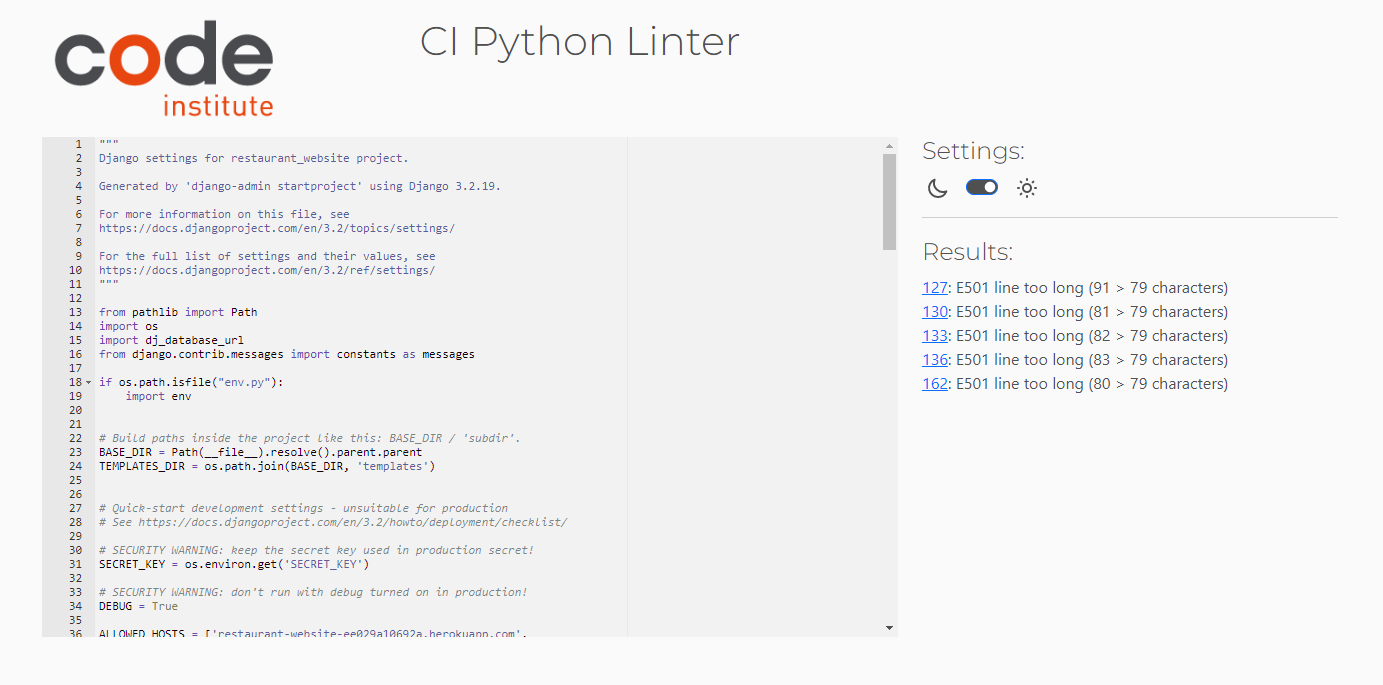 code
institute
CI Python Linter
1 """
2 Django settings for restaurant_website project.
3
4 Generated by 'django-admin startproject' using Django 3.2.19.
5
6 For more information on this file, see
7 https://docs.djangoproject.com/en/3.2/topics/settings/
8
9 For the full list of settings and their values, see
10 https://docs.djangoproject.com/en/3.2/ref/settings/
11 """
12
13 from pathlib import Path
14 import os
15 import dj_database_url
16 from django.contrib.messages import constants as messages
17
18 if os.path.isfile("env.py"):
19     import env
20
21
22 # Build paths inside the project like this: BASE_DIR / 'subdir'.
23 BASE_DIR = Path(__file__).resolve().parent.parent
24 TEMPLATES_DIR = os.path.join(BASE_DIR, 'templates')
25
26
27 # Quick-start development settings - unsuitable for production
28 # See https://docs.djangoproject.com/en/3.2/howto/deployment/checklist/
29
30 # SECURITY WARNING: keep the secret key used in production secret!
31 SECRET_KEY = os.environ.get('SECRET_KEY')
32
33 # SECURITY WARNING: don't run with debug turned on in production!
34 DEBUG = True
35
36 ALLOWED_HOSTS = ['restaurant-website-ee029a10692a.herokuapp.com',
Settings:
Results:
127: E501 line too long (91 > 79 characters)
130: E501 line too long (81 > 79 characters)
133: E501 line too long (82 > 79 characters)
136: E501 line too long (83 > 79 characters)
162: E501 line too long (80 > 79 characters)